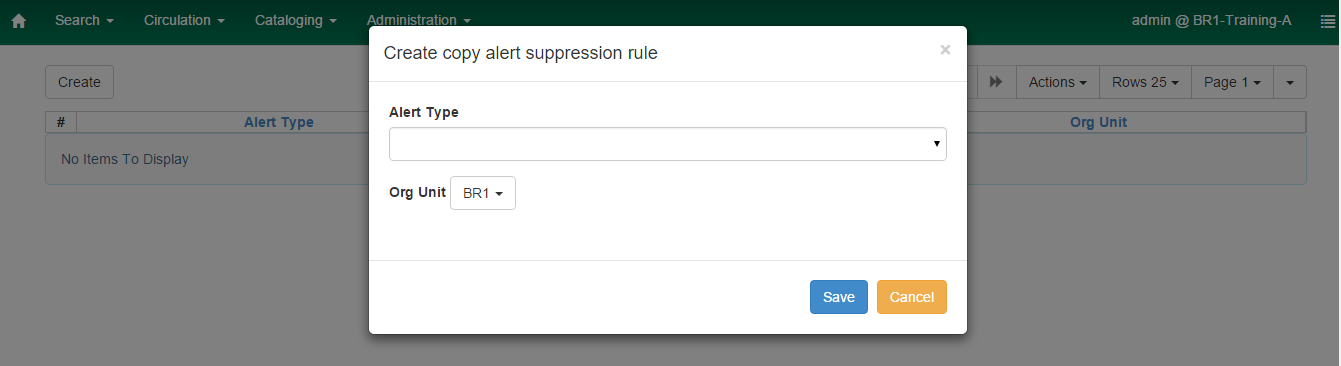 Search Circulation Cataloging Administration admin @ BR1-Training-A
Create copy alert suppression rule ×
Create Actions Rows 25 Page 1
# Alert Type Org Unit
No Items To Display
Alert Type
Org Unit BR1
Save Cancel